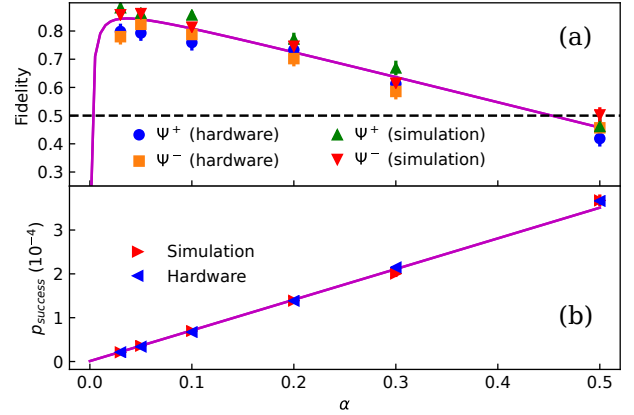 0.8
0.7
0.6
0.5
0.4
0.3
Fidelity
(a)
Ψ⁺ (hardware)
Ψ⁻ (hardware)
Ψ⁺ (simulation)
Ψ⁻ (simulation)
3
2
1
0
p_success (10⁻⁴)
Simulation
Hardware
(b)
0.0 0.1 0.2 0.3 0.4 0.5
α